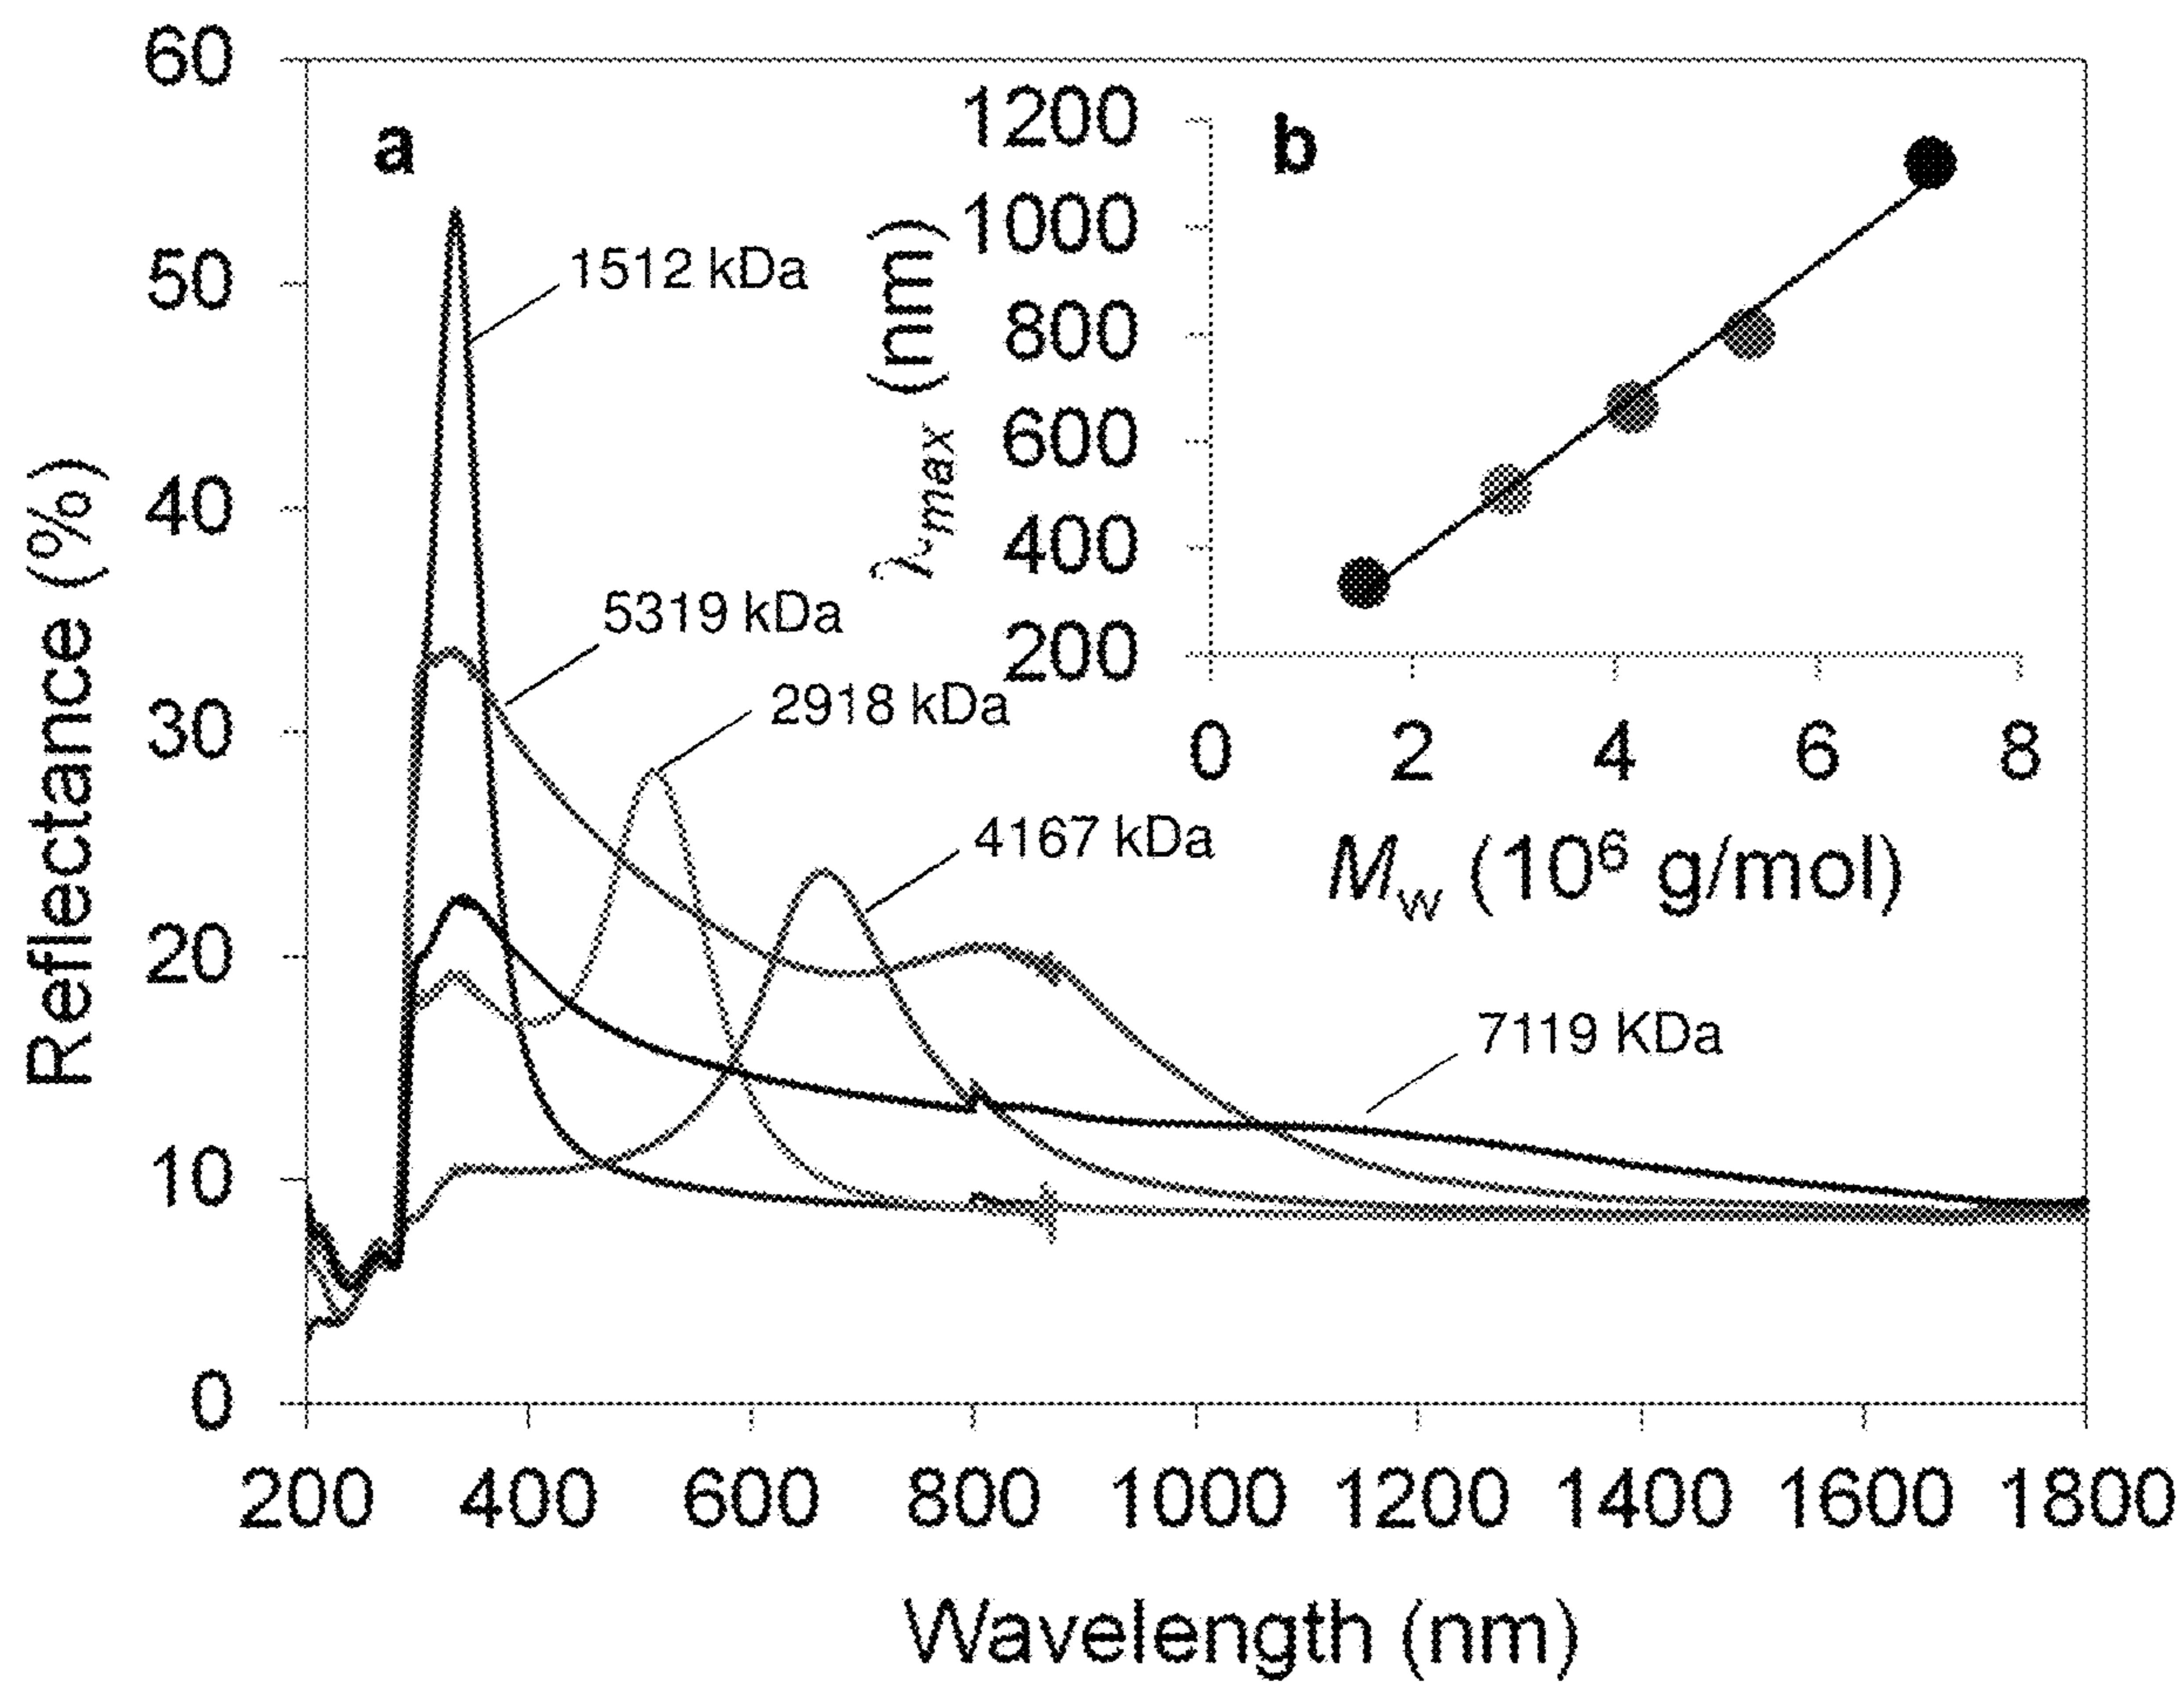 60
50
40
30
20
10
0
Reflectance (%)
a
1512 kDa
5319 kDa
2918 kDa
4167 kDa
7119 KDa
b
1200
1000
800
600
400
200
λmax (nm)
0 2 4 6 8
Mw (10⁶ g/mol)
200 400 600 800 1000 1200 1400 1600 1800
Wavelength (nm)